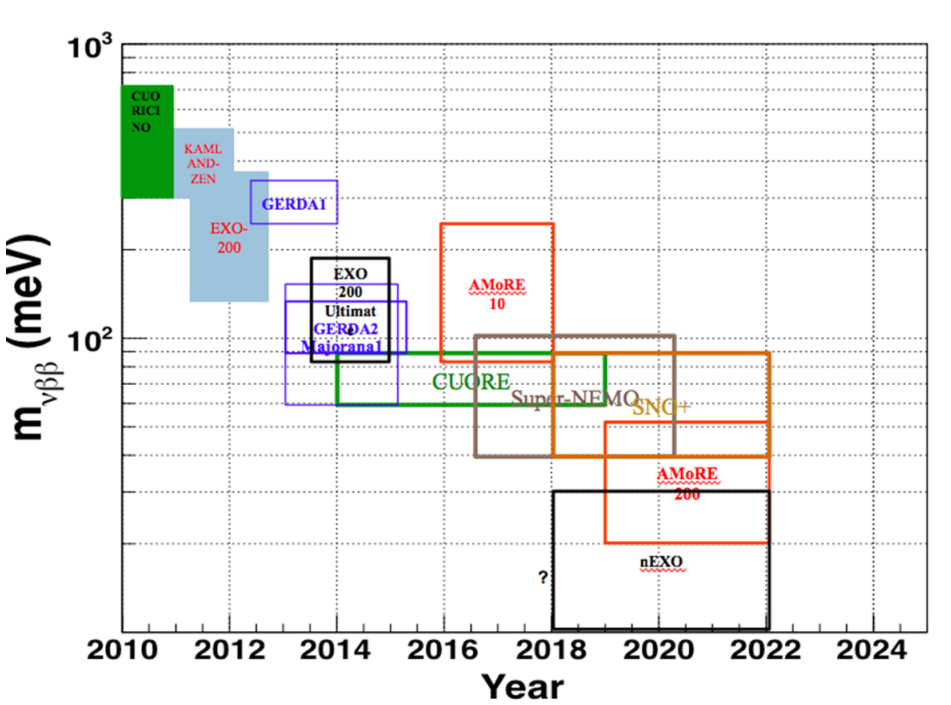 10³
CUO
RICI
NO
KAML
AND-
ZEN
GERDA1
EXO-
200
EXO
200
Ultimat
e
GERDA2
Majorana1
AMoRE
10
10²
CUORE
Super-NEMO
SNO+
AMoRE
200
nEXO
?
m νββ (meV)
2010 2012 2014 2016 2018 2020 2022 2024
Year